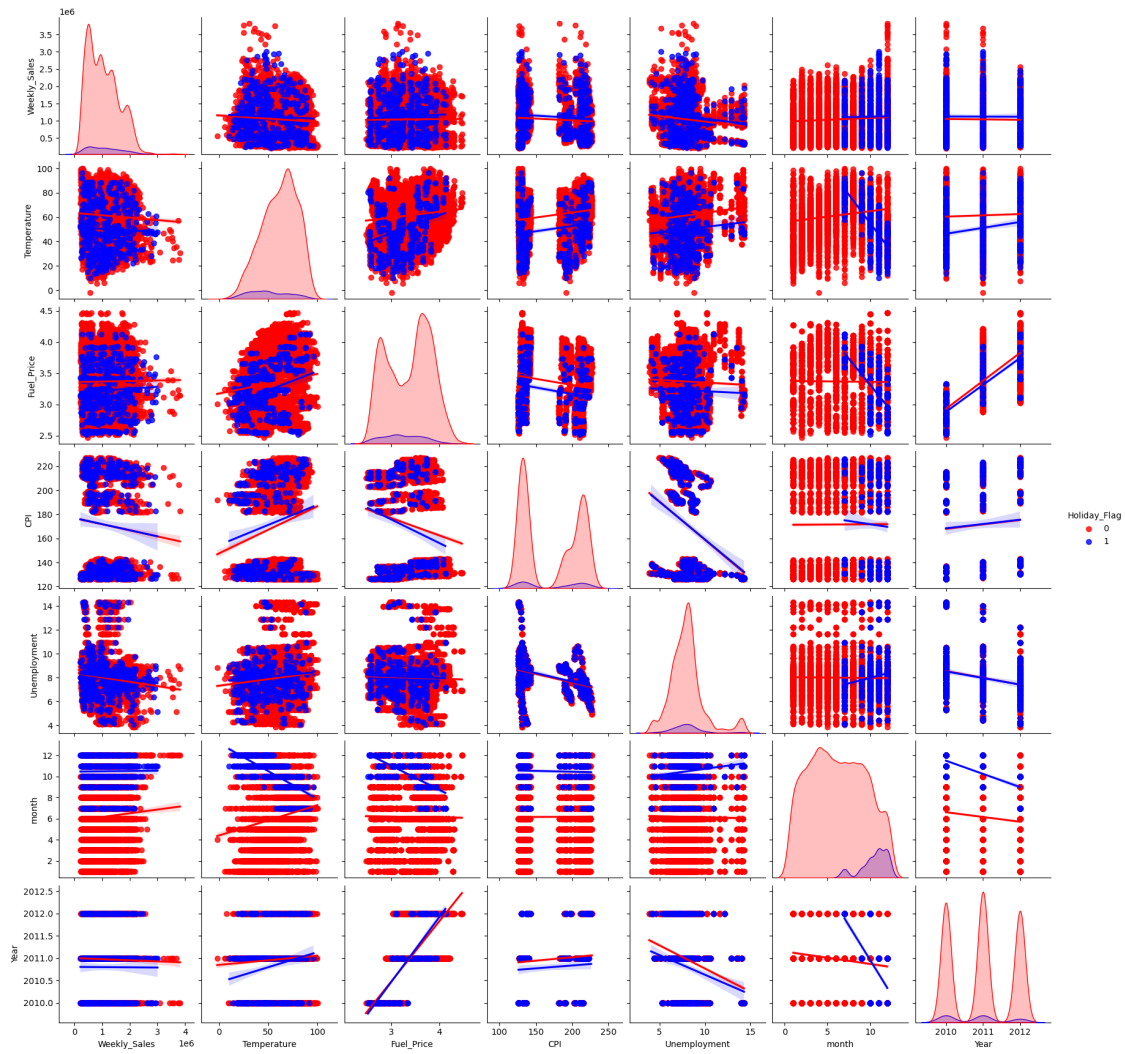 1e6
3.5
3.0
2.5
2.0
1.5
1.0
0.5
Weekly_Sales
100
80
60
40
20
0
Temperature
4.5
4.0
3.5
3.0
2.5
Fuel_Price
220
200
180
160
140
120
CPI
Holiday_Flag
0
1
14
12
10
8
6
4
Unemployment
12
10
8
6
4
2
month
2012.5
2012.0
2011.5
2011.0
2010.5
2010.0
Year
0 1 2 3 4
1e6
Weekly_Sales
0 50 100
Temperature
3 4
Fuel_Price
100 150 200 250
CPI
5 10 15
Unemployment
0 5 10
month
2010 2011 2012
Year